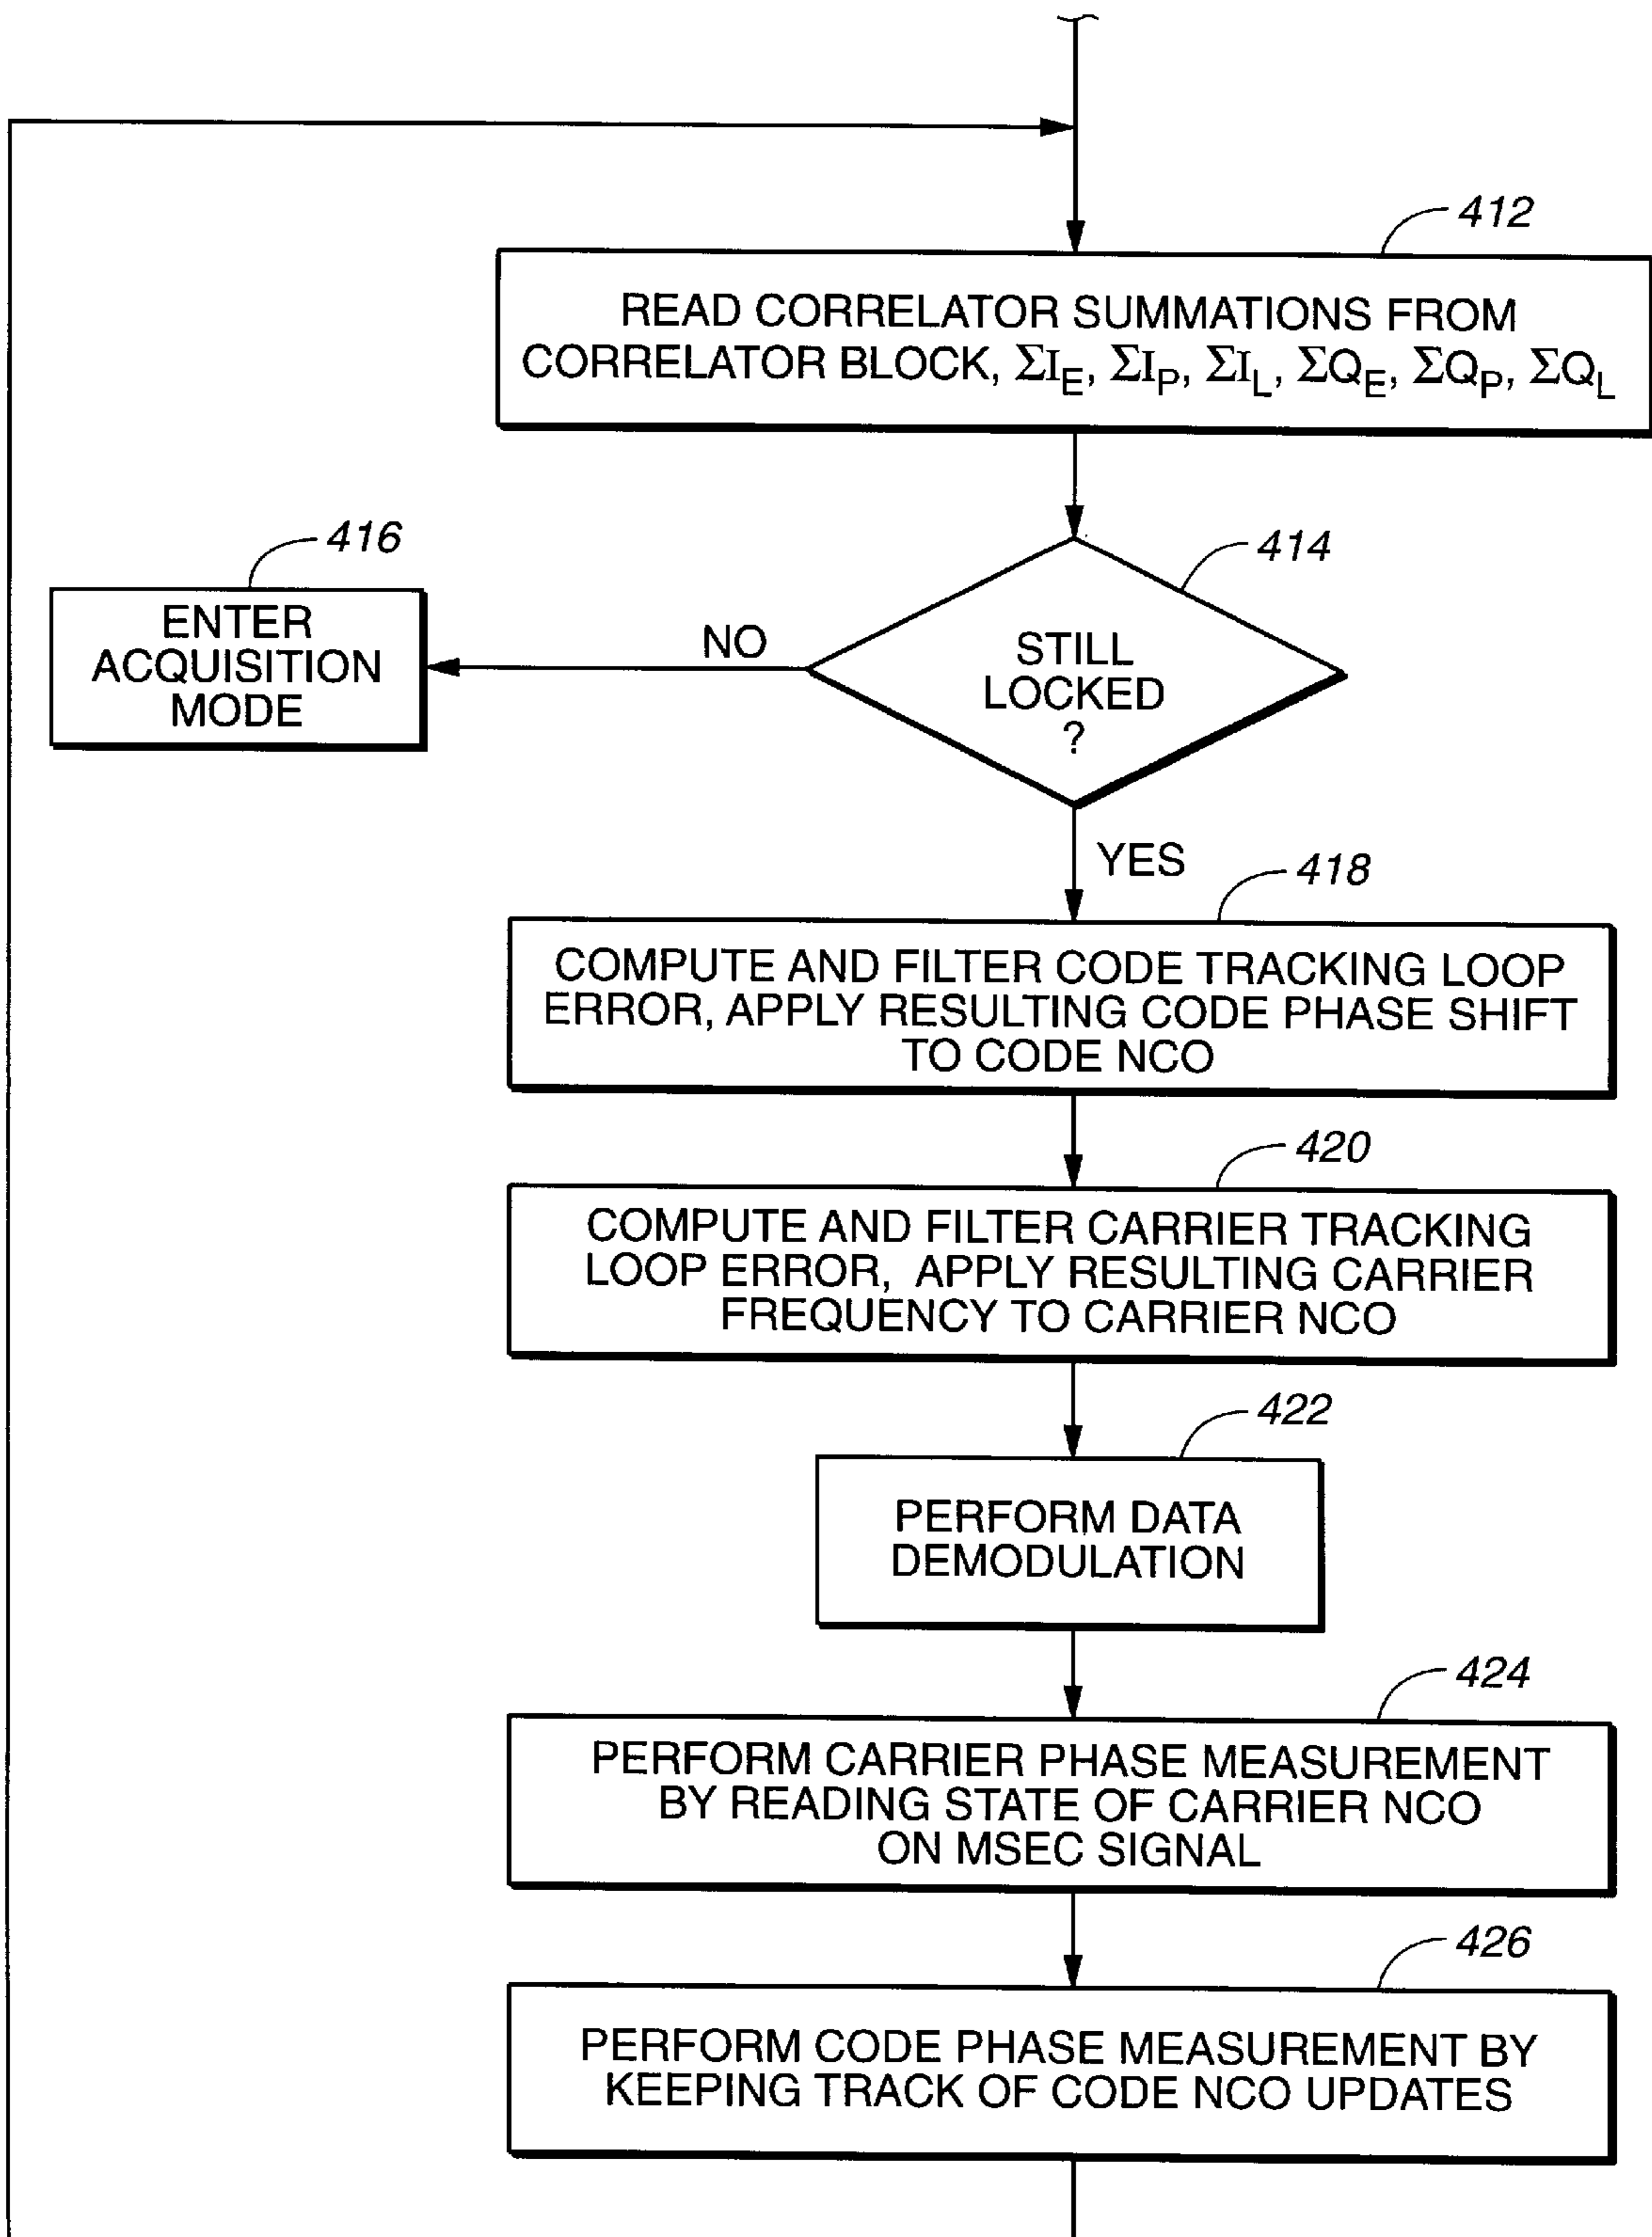 412
READ CORRELATOR SUMMATIONS FROM
CORRELATOR BLOCK, ΣI_E, ΣI_P, ΣI_L, ΣQ_E, ΣQ_P, ΣQ_L
416
414
ENTER
ACQUISITION
MODE
NO
STILL
LOCKED
?
YES
418
COMPUTE AND FILTER CODE TRACKING LOOP
ERROR, APPLY RESULTING CODE PHASE SHIFT
TO CODE NCO
420
COMPUTE AND FILTER CARRIER TRACKING
LOOP ERROR, APPLY RESULTING CARRIER
FREQUENCY TO CARRIER NCO
422
PERFORM DATA
DEMODULATION
424
PERFORM CARRIER PHASE MEASUREMENT
BY READING STATE OF CARRIER NCO
ON MSEC SIGNAL
426
PERFORM CODE PHASE MEASUREMENT BY
KEEPING TRACK OF CODE NCO UPDATES